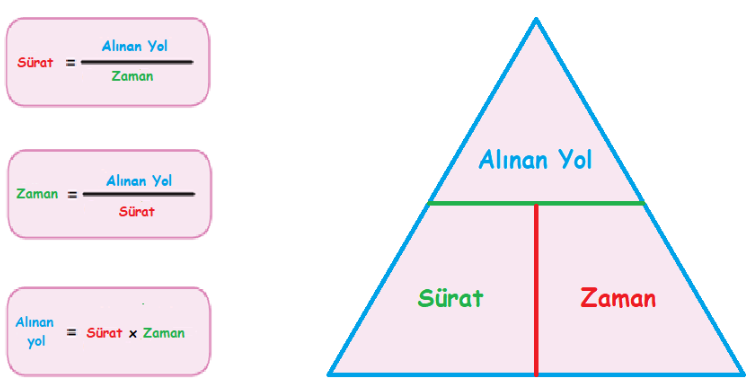 Sürat = Alınan Yol
Zaman
Zaman = Alınan Yol
Sürat
Alınan
yol = Sürat x Zaman
Alınan Yol
Sürat
Zaman